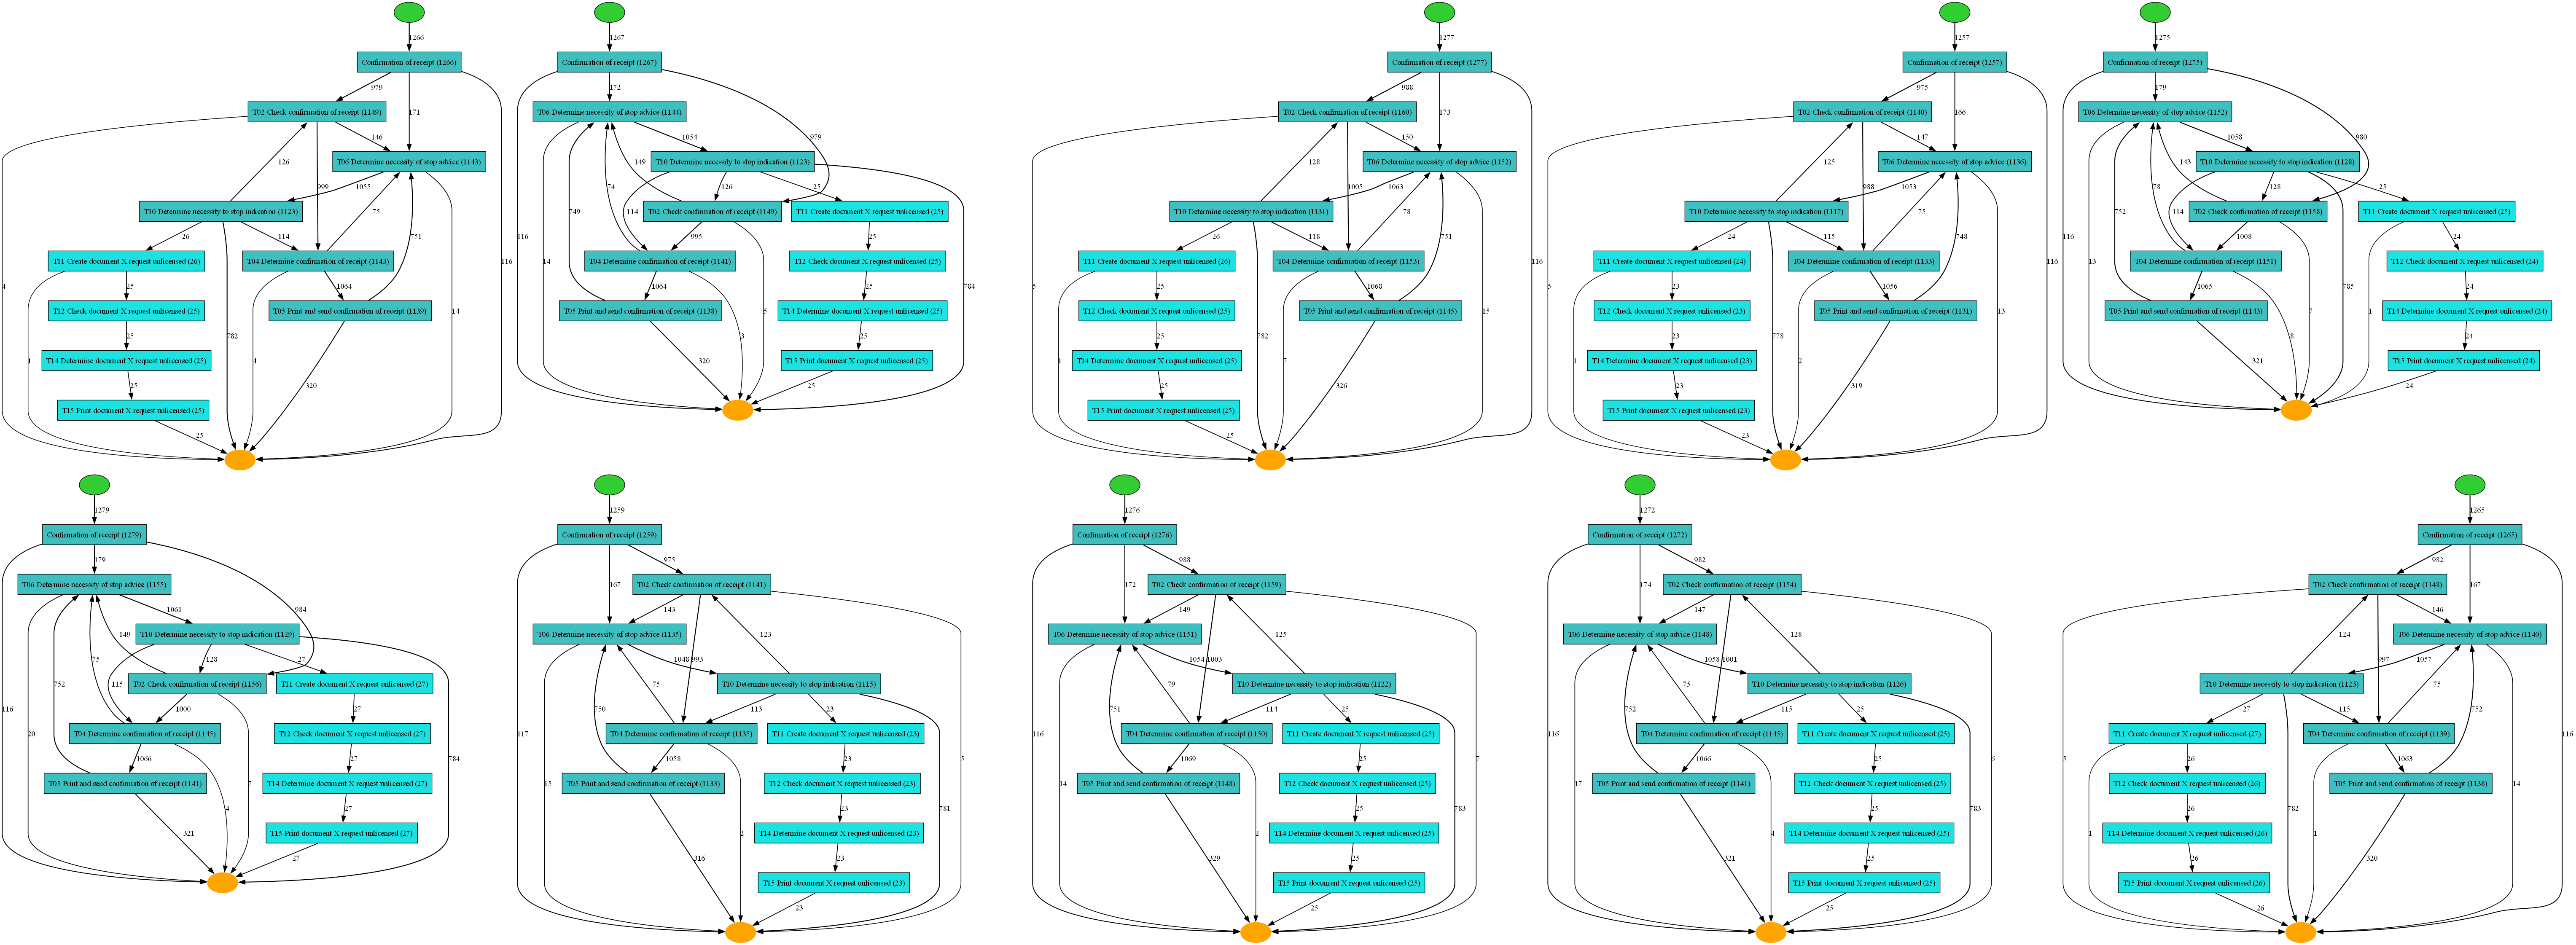 1266
Confirmation of receipt (1266)
979
171
T02 Check confirmation of receipt (1149)
146
126
T06 Determine necessity of stop advice (1143)
999
1055
75
T10 Determine necessity to stop indication (1123)
26
114
751
116
4
T11 Create document X request unlicensed (26)
T04 Determine confirmation of receipt (1143)
25
1064
T12 Check document X request unlicensed (25)
T05 Print and send confirmation of receipt (1139)
14
25
782
1
4
T14 Determine document X request unlicensed (25)
25
320
T15 Print document X request unlicensed (25)
25
1267
Confirmation of receipt (1267)
172
T06 Determine necessity of stop advice (1144)
1054
979
149
T10 Determine necessity to stop indication (1123)
74
126
25
749
114
T02 Check confirmation of receipt (1149)
T11 Create document X request unlicensed (25)
116
995
25
14
T04 Determine confirmation of receipt (1141)
T12 Check document X request unlicensed (25)
1064
25
784
T05 Print and send confirmation of receipt (1138)
T14 Determine document X request unlicensed (25)
5
3
25
320
T15 Print document X request unlicensed (25)
25
1277
Confirmation of receipt (1277)
988
173
T02 Check confirmation of receipt (1160)
150
128
T06 Determine necessity of stop advice (1152)
1005
1063
78
T10 Determine necessity to stop indication (1131)
26
118
751
116
5
T11 Create document X request unlicensed (26)
T04 Determine confirmation of receipt (1153)
25
1068
T12 Check document X request unlicensed (25)
T05 Print and send confirmation of receipt (1145)
15
25
782
1
7
T14 Determine document X request unlicensed (25)
25
326
T15 Print document X request unlicensed (25)
25
1257
Confirmation of receipt (1257)
975
166
T02 Check confirmation of receipt (1140)
147
125
T06 Determine necessity of stop advice (1136)
988
1053
75
T10 Determine necessity to stop indication (1117)
24
115
748
116
5
T11 Create document X request unlicensed (24)
T04 Determine confirmation of receipt (1133)
23
1056
T12 Check document X request unlicensed (23)
T05 Print and send confirmation of receipt (1131)
13
23
778
1
2
T14 Determine document X request unlicensed (23)
23
319
T15 Print document X request unlicensed (23)
23
1275
Confirmation of receipt (1275)
179
T06 Determine necessity of stop advice (1152)
1058
980
143
T10 Determine necessity to stop indication (1128)
78
128
25
752
114
T02 Check confirmation of receipt (1158)
T11 Create document X request unlicensed (25)
116
1008
24
13
T04 Determine confirmation of receipt (1151)
T12 Check document X request unlicensed (24)
1065
24
785
T05 Print and send confirmation of receipt (1143)
T14 Determine document X request unlicensed (24)
7
1
8
24
321
T15 Print document X request unlicensed (24)
24
1279
Confirmation of receipt (1279)
179
T06 Determine necessity of stop advice (1155)
1061
984
149
T10 Determine necessity to stop indication (1129)
75
128
27
752
115
T02 Check confirmation of receipt (1156)
T11 Create document X request unlicensed (27)
116
1000
27
20
T04 Determine confirmation of receipt (1145)
T12 Check document X request unlicensed (27)
1066
27
784
T05 Print and send confirmation of receipt (1141)
T14 Determine document X request unlicensed (27)
7
4
27
321
T15 Print document X request unlicensed (27)
27
1259
Confirmation of receipt (1259)
975
167
T02 Check confirmation of receipt (1141)
143
123
T06 Determine necessity of stop advice (1135)
1048
993
75
T10 Determine necessity to stop indication (1115)
750
113
23
117
T04 Determine confirmation of receipt (1135)
T11 Create document X request unlicensed (23)
1058
23
5
15
T05 Print and send confirmation of receipt (1133)
T12 Check document X request unlicensed (23)
23
781
2
T14 Determine document X request unlicensed (23)
316
23
T15 Print document X request unlicensed (23)
23
1276
Confirmation of receipt (1276)
988
172
T02 Check confirmation of receipt (1159)
149
125
T06 Determine necessity of stop advice (1151)
1054
1003
79
T10 Determine necessity to stop indication (1122)
751
114
25
116
T04 Determine confirmation of receipt (1150)
T11 Create document X request unlicensed (25)
1069
25
7
14
T05 Print and send confirmation of receipt (1148)
T12 Check document X request unlicensed (25)
25
783
2
T14 Determine document X request unlicensed (25)
329
25
T15 Print document X request unlicensed (25)
25
1272
Confirmation of receipt (1272)
982
174
T02 Check confirmation of receipt (1154)
147
128
T06 Determine necessity of stop advice (1148)
1058
1001
75
T10 Determine necessity to stop indication (1126)
752
115
25
116
T04 Determine confirmation of receipt (1145)
T11 Create document X request unlicensed (25)
1066
25
6
17
T05 Print and send confirmation of receipt (1141)
T12 Check document X request unlicensed (25)
25
783
4
T14 Determine document X request unlicensed (25)
321
25
T15 Print document X request unlicensed (25)
25
1265
Confirmation of receipt (1265)
982
167
T02 Check confirmation of receipt (1148)
146
124
T06 Determine necessity of stop advice (1140)
997
1057
75
T10 Determine necessity to stop indication (1123)
27
115
752
116
5
T11 Create document X request unlicensed (27)
T04 Determine confirmation of receipt (1139)
26
1063
T12 Check document X request unlicensed (26)
T05 Print and send confirmation of receipt (1138)
14
26
782
1
1
T14 Determine document X request unlicensed (26)
26
320
T15 Print document X request unlicensed (26)
26